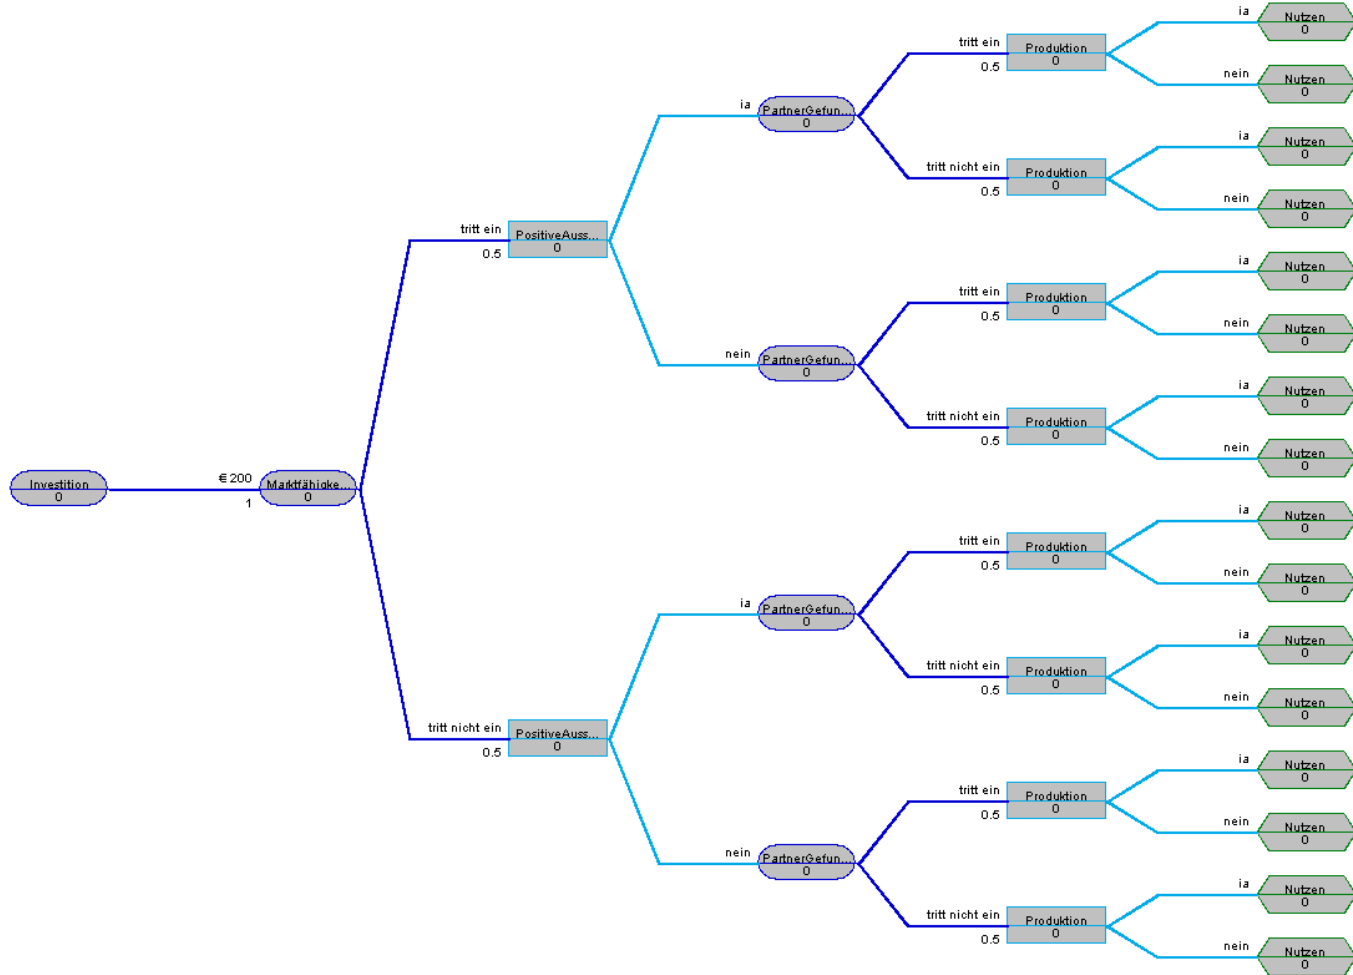 ia
Nutzen
0
tritt ein
Produktion
0
0.5
nein
Nutzen
0
ia
PartnerGefun...
0
ia
Nutzen
0
tritt nicht ein
Produktion
0
0.5
nein
Nutzen
0
tritt ein
PositiveAuss...
0
0.5
ia
Nutzen
0
tritt ein
Produktion
0
0.5
nein
Nutzen
0
nein
PartnerGefun...
0
ia
Nutzen
0
tritt nicht ein
Produktion
0
0.5
nein
Nutzen
0
Investition
0
€ 200
1
Marktfähigke...
0
ia
Nutzen
0
tritt ein
Produktion
0
0.5
nein
Nutzen
0
ia
PartnerGefun...
0
ia
Nutzen
0
tritt nicht ein
Produktion
0
0.5
nein
Nutzen
0
tritt nicht ein
PositiveAuss...
0
0.5
ia
Nutzen
0
tritt ein
Produktion
0
0.5
nein
Nutzen
0
nein
PartnerGefun...
0
ia
Nutzen
0
tritt nicht ein
Produktion
0
0.5
nein
Nutzen
0